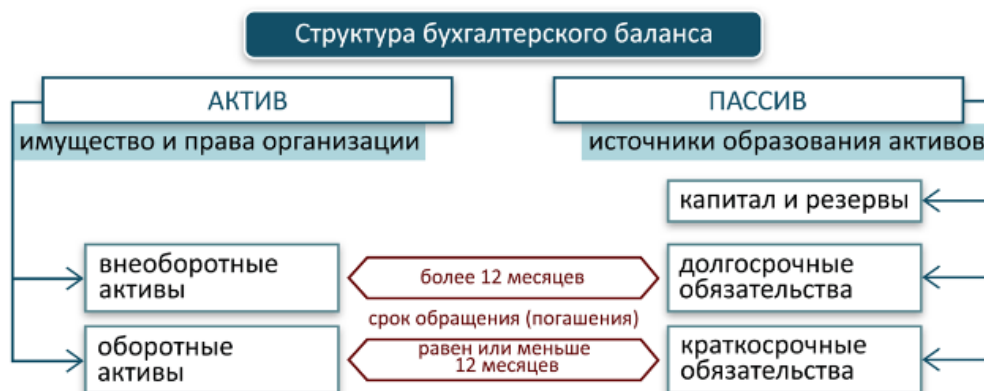 Структура бухгалтерского баланса
АКТИВ
ПАССИВ
имущество и права организации
источники образования активов
капитал и резервы
внеоборотные
активы
более 12 месяцев
долгосрочные
обязательства
срок обращения (погашения)
оборотные
активы
равен или меньше
12 месяцев
краткосрочные
обязательства